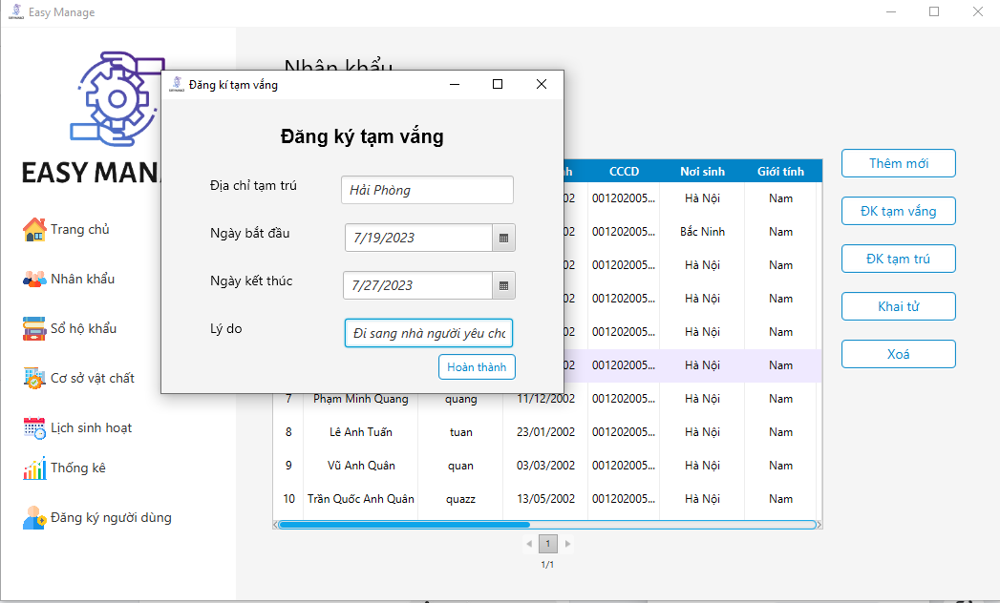 Easy Manage
EASY MAN
Trang chủ
Nhân khẩu
Sổ hộ khẩu
Cơ sở vật chất
Lịch sinh hoạt
Thống kê
Đăng ký người dùng
Nhân khẩu
Đăng kí tạm vắng
Đăng ký tạm vắng
Địa chỉ tạm trú Hải Phòng
Ngày bắt đầu 7/19/2023
Ngày kết thúc 7/27/2023
Lý do Đi sang nhà người yêu chơ
Hoàn thành
nh CCCD Nơi sinh Giới tính
02 001202005... Hà Nội Nam
02 001202005... Bắc Ninh Nam
02 001202005... Hà Nội Nam
02 001202005... Hà Nội Nam
02 001202005... Hà Nội Nam
02 001202005... Hà Nội Nam
7 Phạm Minh Quang quang 11/12/2002 001202005... Hà Nội Nam
8 Lê Anh Tuấn tuan 23/01/2002 001202005... Hà Nội Nam
9 Vũ Anh Quân quan 03/03/2002 001202005... Hà Nội Nam
10 Trần Quốc Anh Quân quazz 13/05/2002 001202005... Hà Nội Nam
1
1/1
Thêm mới
ĐK tạm vắng
ĐK tạm trú
Khai tử
Xoá